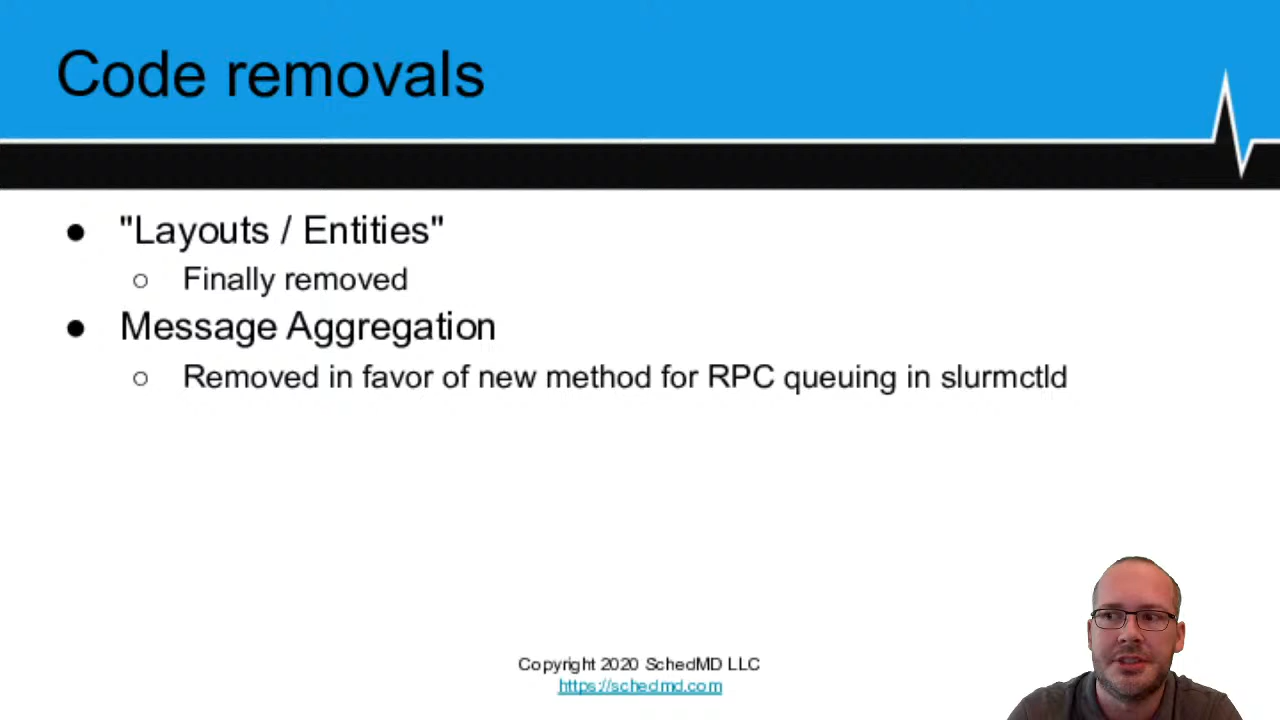 Code removals
● "Layouts / Entities"
○ Finally removed
● Message Aggregation
○ Removed in favor of new method for RPC queuing in slurmctld
Copyright 2020 SchedMD LLC
https://schedmd.com